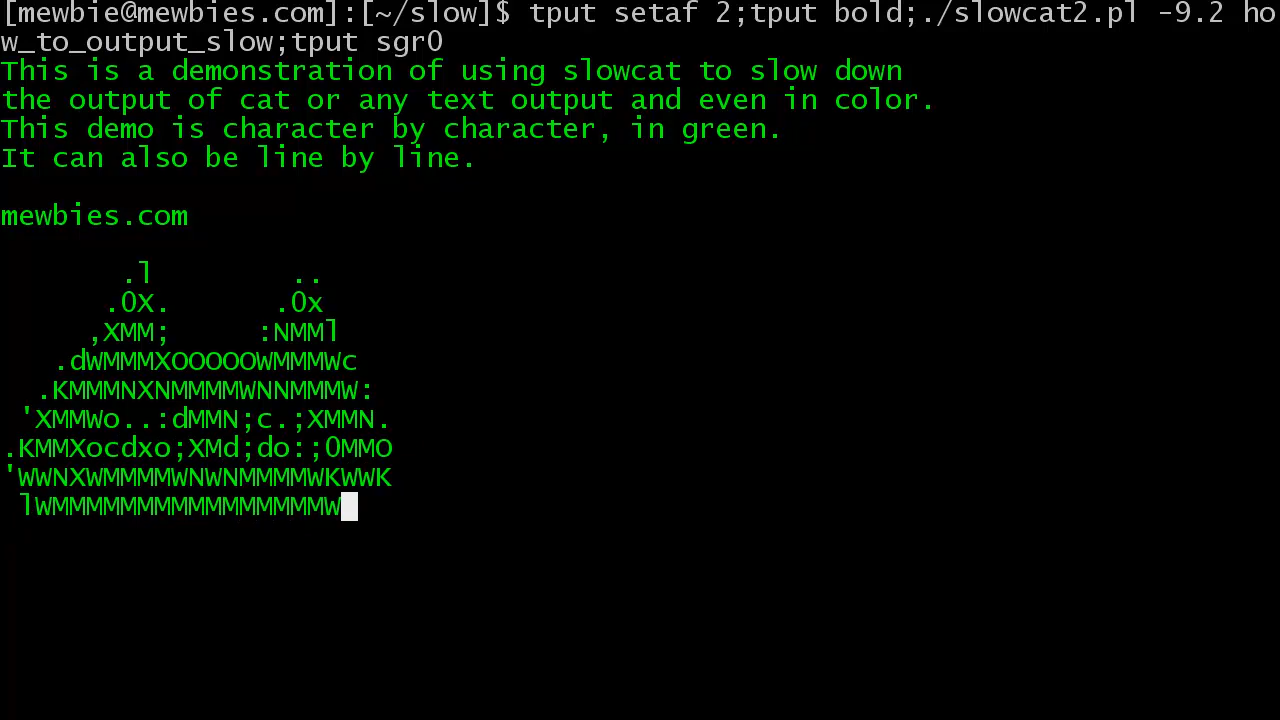 [mewbie@mewbies.com]:[~/slow]$ tput setaf 2;tput bold;./slowcat2.pl -9.2 ho
w_to_output_slow;tput sgr0
This is a demonstration of using slowcat to slow down
the output of cat or any text output and even in color.
This demo is character by character, in green.
It can also be line by line.
mewbies.com
       .l        ..
      .OX.      .Ox
     ,XMM;     :NMMl
   .dWMMMXOOOOOWMMMWc
  .KMMMNXNMMMMWNNMMMW:
 'XMMWo..:dMMN;c.;XMMN.
.KMMXocdxo;XMd;do:;OMMO
'WWNXWMMMMWNWNMMMMWKWWK
 lWMMMMMMMMMMMMMMMMW